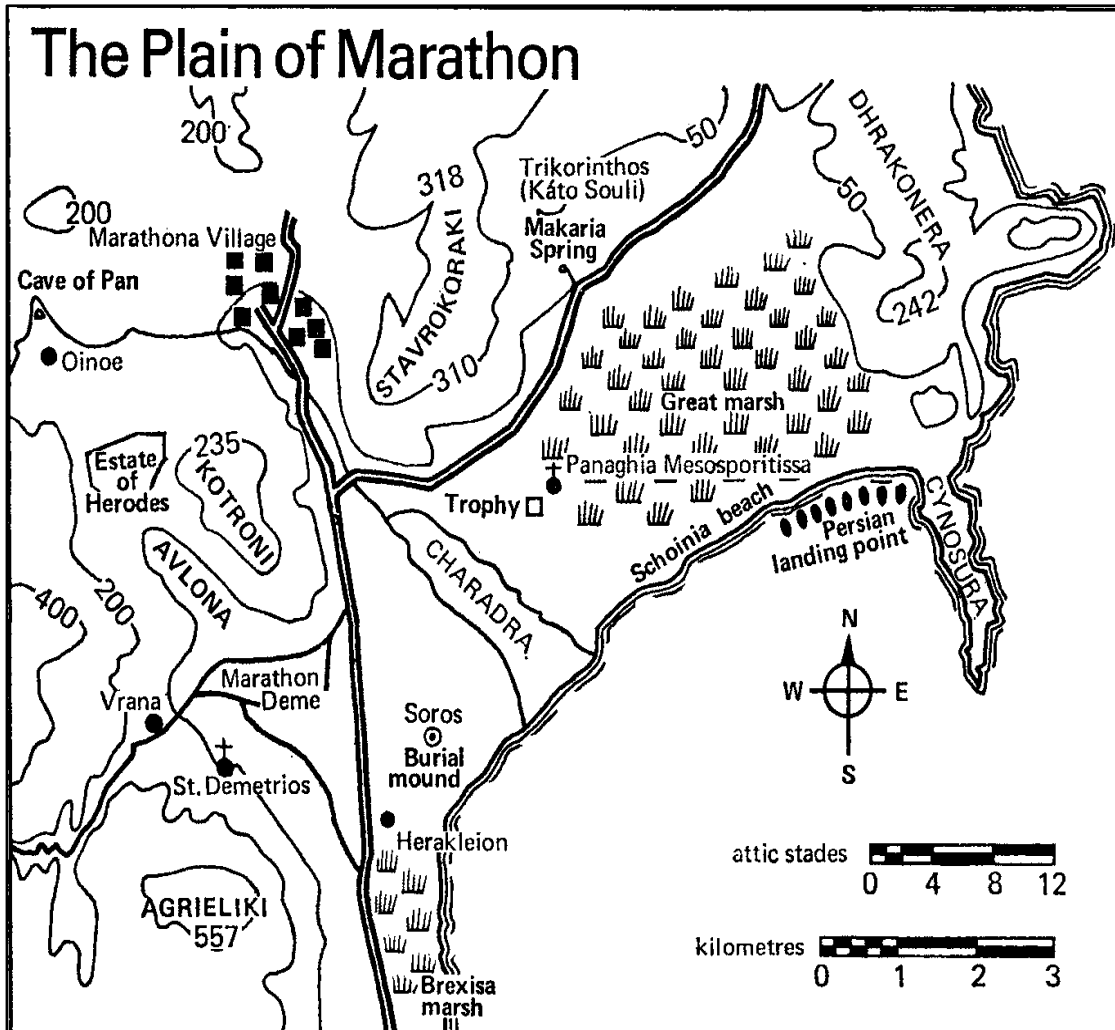 The Plain of Marathon
200
318
50
DHRAKONERA
Trikorinthos
(Káto Souli)
50
200
Marathona Village
Makaria
Spring
Cave of Pan
STAVROKORAKI
242
Oinoe
310
Great marsh
235
Estate
of
Herodes
KOTRONI
Panaghia Mesosporitissa
Trophy
Schoinia beach
Persian
landing point
CYNOSURA
AVLONA
CHARADRA
400
200
N
W
E
S
Marathon
Deme
Vrana
Soros
Burial
mound
St. Demetrios
Herakleion
attic stades
0 4 8 12
AGRIELIKI
557
kilometres
0 1 2 3
Brexisa
marsh